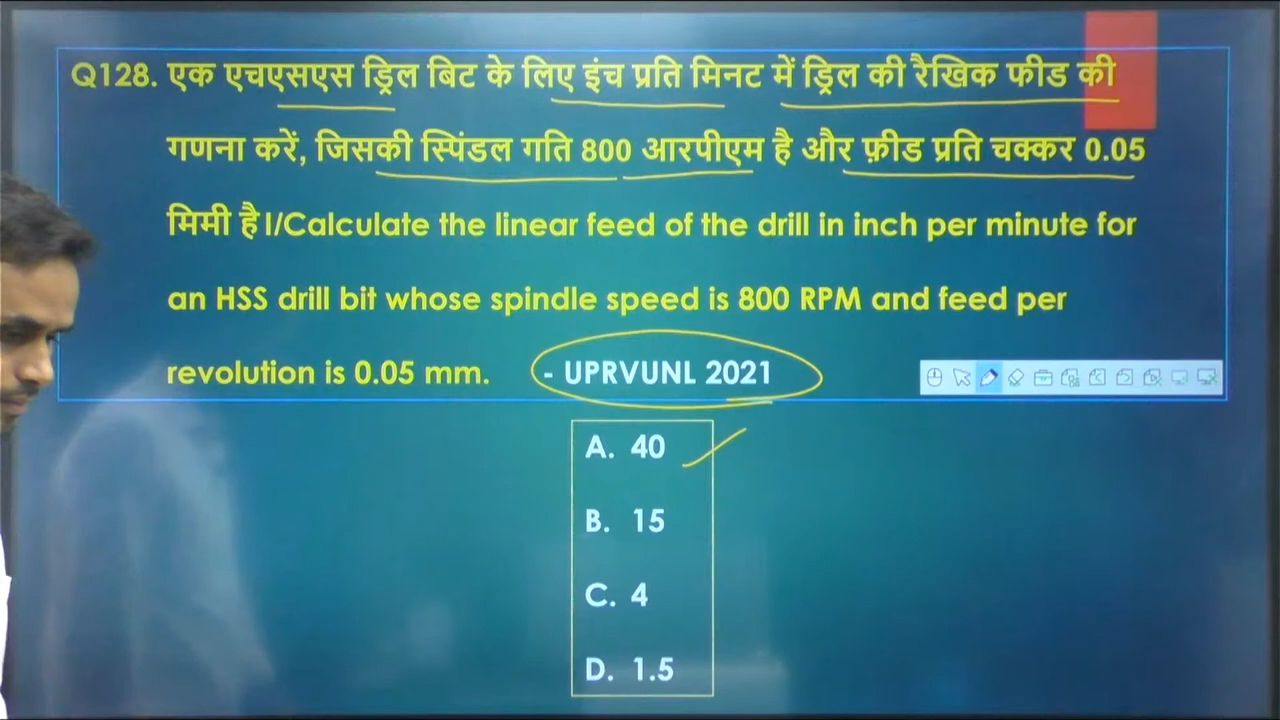 Q128. एक एचएसएस ड्रिल बिट के लिए इंच प्रति मिनट में ड्रिल की रैखिक फीड की
गणना करें, जिसकी स्पिंडल गति 800 आरपीएम है और फ़ीड प्रति चक्कर 0.05
मिमी है।/Calculate the linear feed of the drill in inch per minute for
an HSS drill bit whose spindle speed is 800 RPM and feed per
revolution is 0.05 mm. - UPRVUNL 2021
A. 40
B. 15
C. 4
D. 1.5